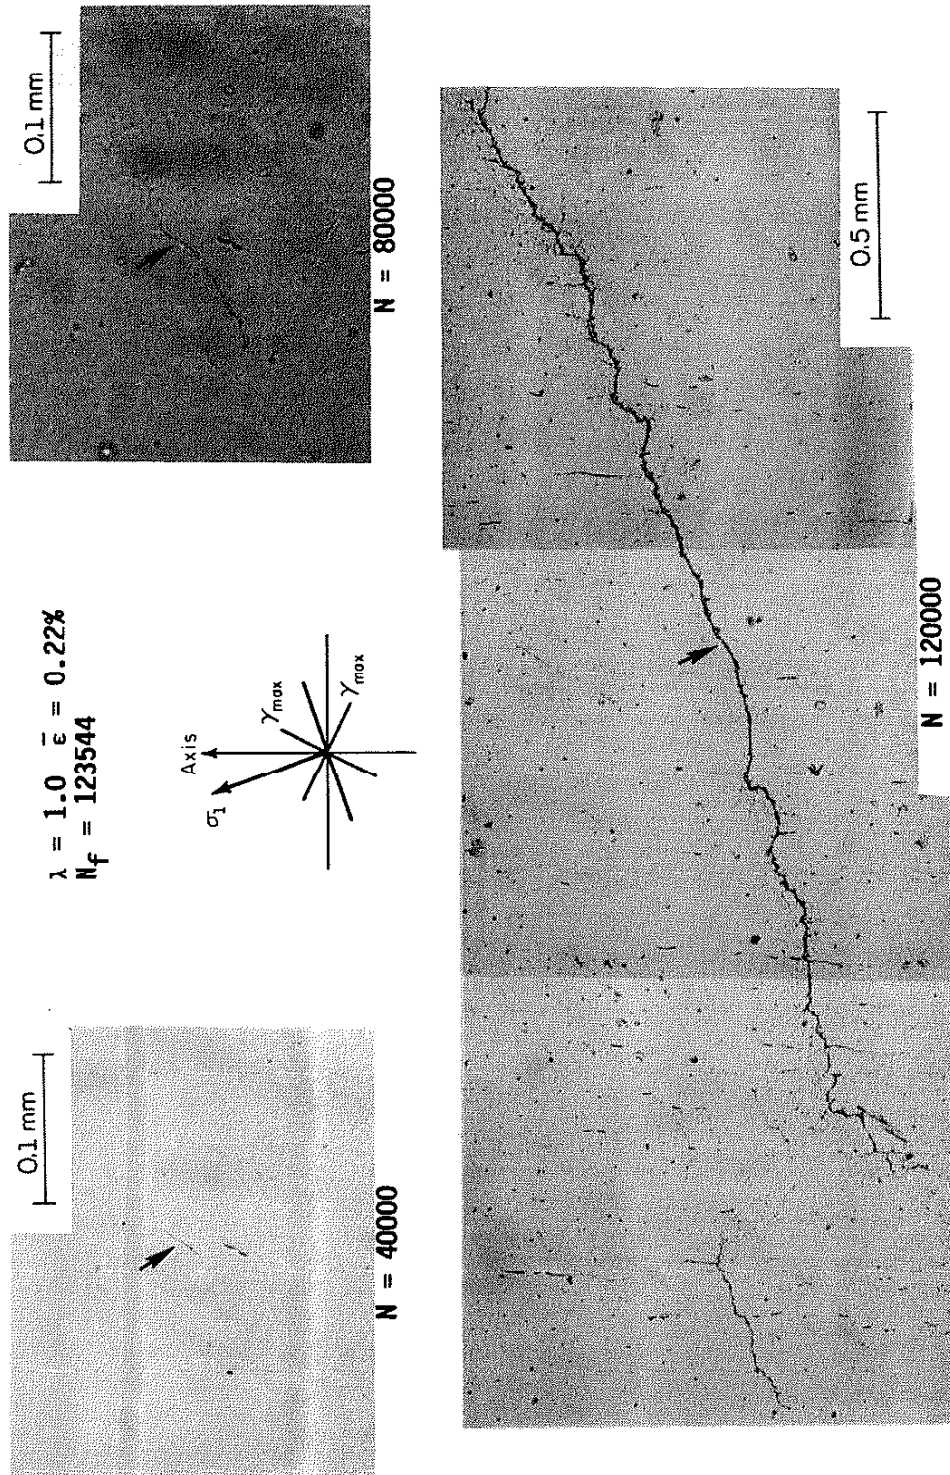 0.1 mm
N = 40000
λ = 1.0 ε̄ = 0.22%
N_f = 123544
σ₁
Axis
γmax
γmax
0.1 mm
N = 80000
0.5 mm
N = 120000